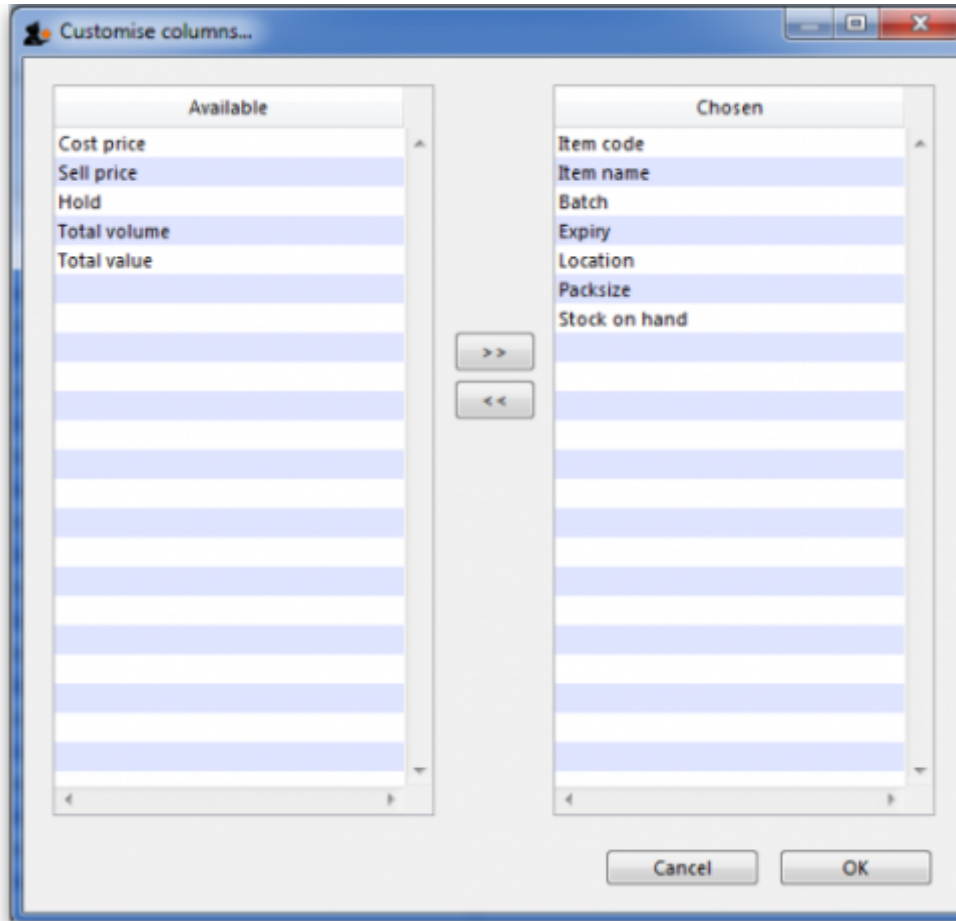 Customise columns...
Available
Cost price
Sell price
Hold
Total volume
Total value
>>
<<
Chosen
Item code
Item name
Batch
Expiry
Location
Packsize
Stock on hand
Cancel
OK